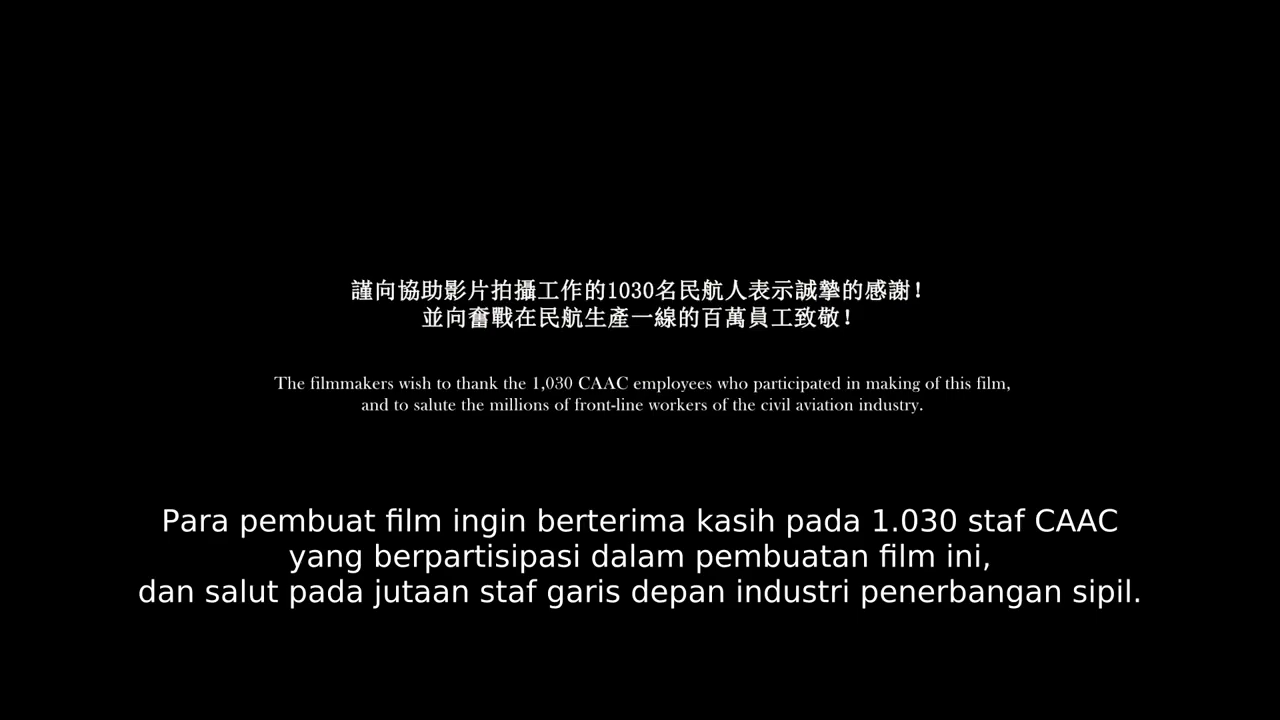 謹向協助影片拍攝工作的1030名民航人表示誠摯的感謝!
並向奮戰在民航生產一線的百萬員工致敬!
The filmmakers wish to thank the 1,030 CAAC employees who participated in making of this film,
and to salute the millions of front-line workers of the civil aviation industry.
Para pembuat film ingin berterima kasih pada 1.030 staf CAAC
yang berpartisipasi dalam pembuatan film ini,
dan salut pada jutaan staf garis depan industri penerbangan sipil.